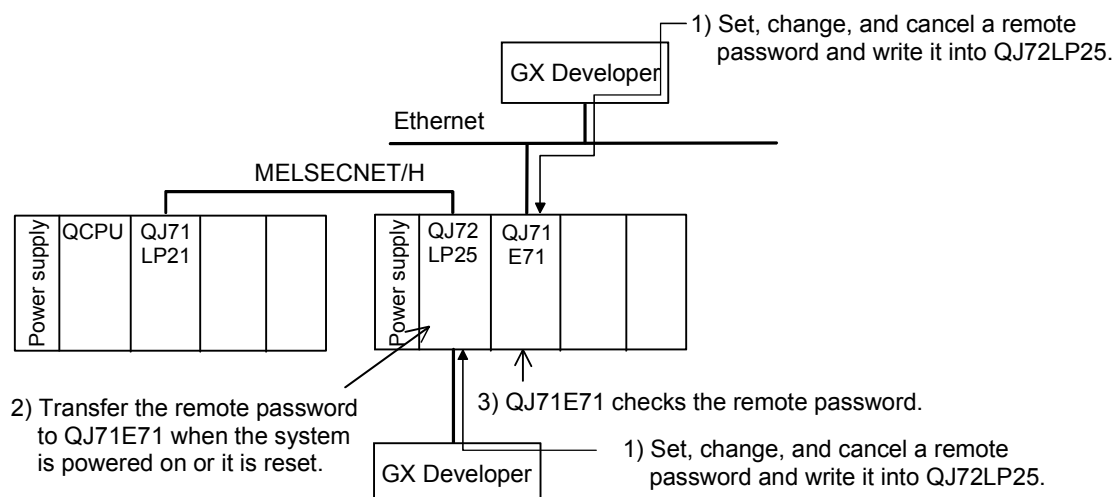 1) Set, change, and cancel a remote
password and write it into QJ72LP25.
GX Developer
Ethernet
MELSECNET/H
Power supply
QCPU
QJ71
LP21
Power supply
QJ72
LP25
QJ71
E71
2) Transfer the remote password
to QJ71E71 when the system
is powered on or it is reset.
3) QJ71E71 checks the remote password.
GX Developer
1) Set, change, and cancel a remote
password and write it into QJ72LP25.